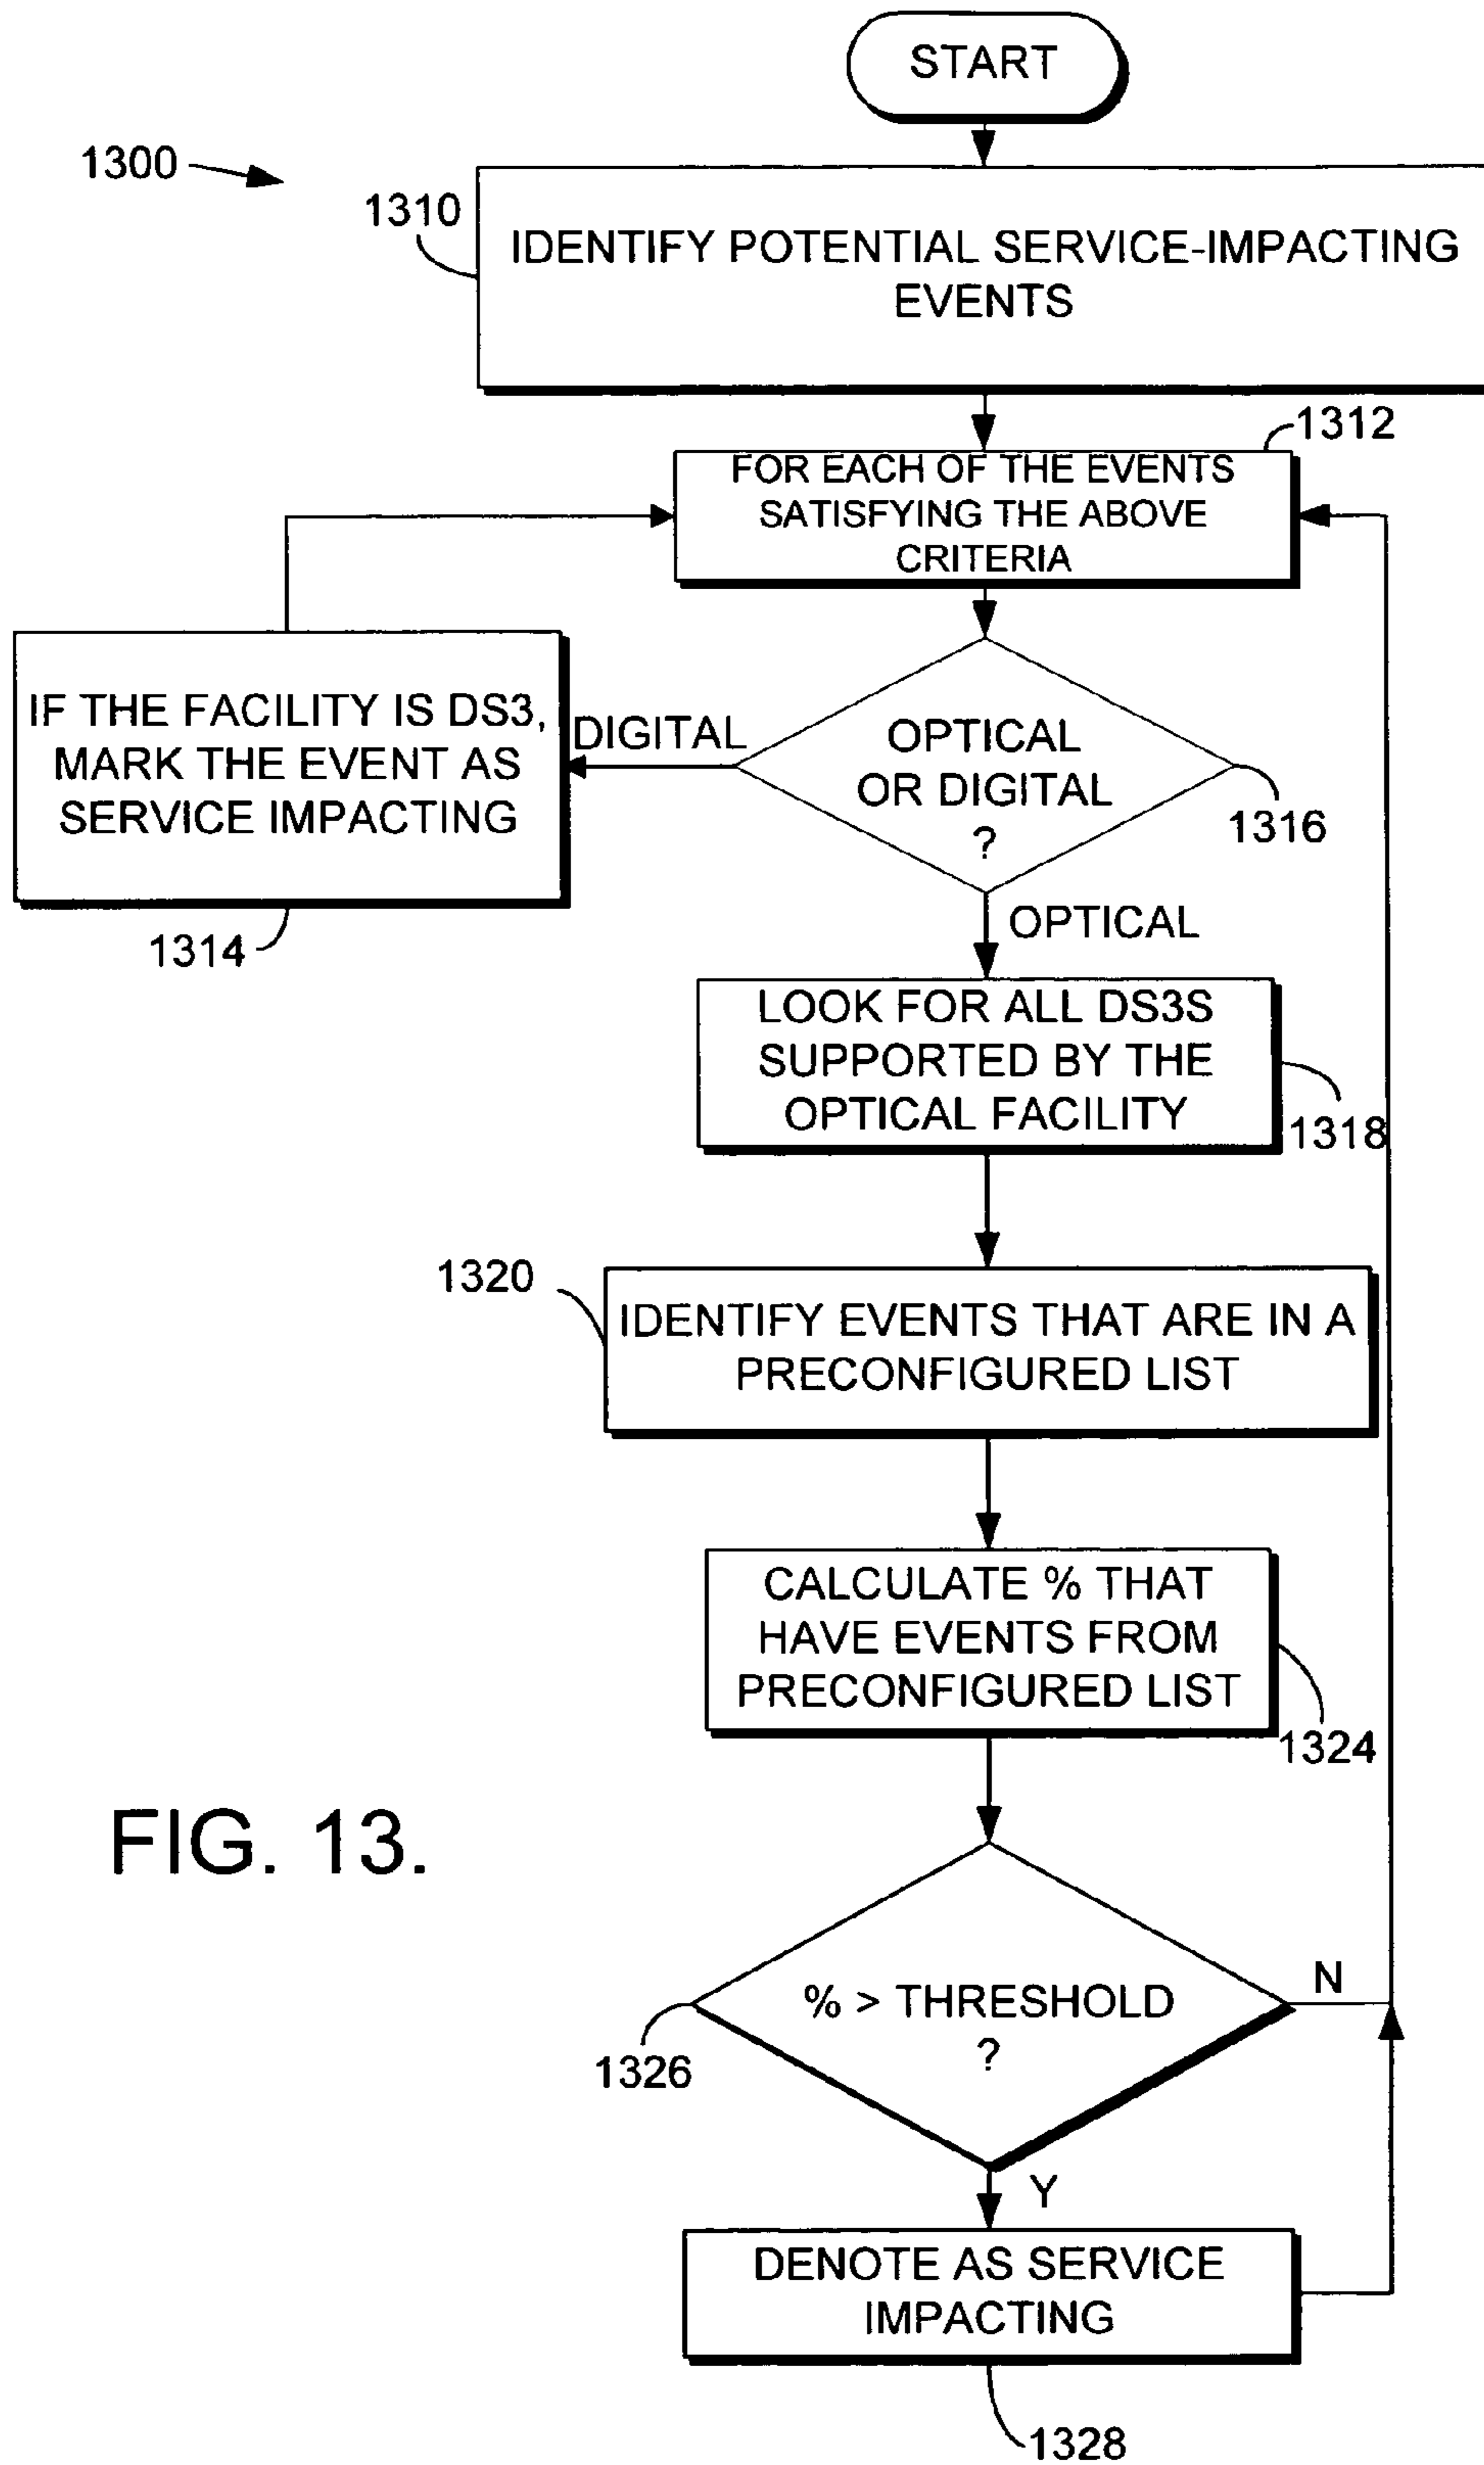 START
1300
1310
IDENTIFY POTENTIAL SERVICE-IMPACTING
EVENTS
1312
FOR EACH OF THE EVENTS
SATISFYING THE ABOVE
CRITERIA
IF THE FACILITY IS DS3,
MARK THE EVENT AS
SERVICE IMPACTING
1314
DIGITAL
OPTICAL
OR DIGITAL
?
1316
OPTICAL
LOOK FOR ALL DS3S
SUPPORTED BY THE
OPTICAL FACILITY
1318
1320
IDENTIFY EVENTS THAT ARE IN A
PRECONFIGURED LIST
CALCULATE % THAT
HAVE EVENTS FROM
PRECONFIGURED LIST
1324
FIG. 13.
% > THRESHOLD
?
N
1326
Y
DENOTE AS SERVICE
IMPACTING
1328